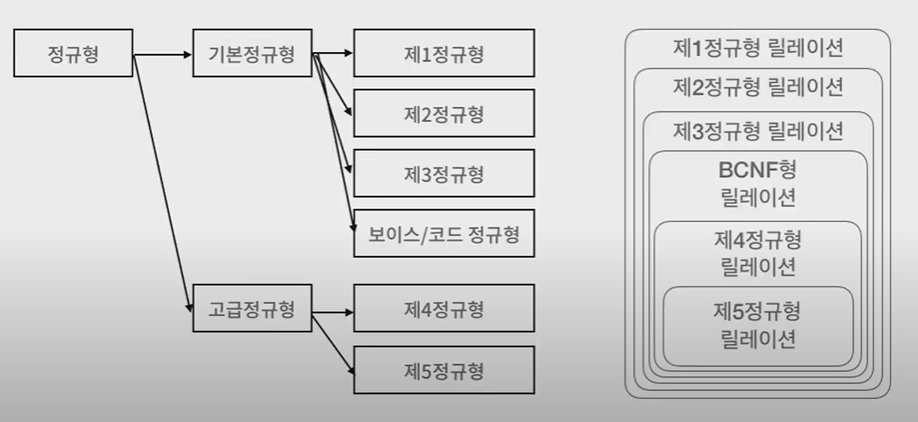 정규형
기본정규형
제1정규형
제2정규형
제3정규형
보이스/코드 정규형
고급정규형
제4정규형
제5정규형
제1정규형 릴레이션
제2정규형 릴레이션
제3정규형 릴레이션
BCNF형
릴레이션
제4정규형
릴레이션
제5정규형
릴레이션